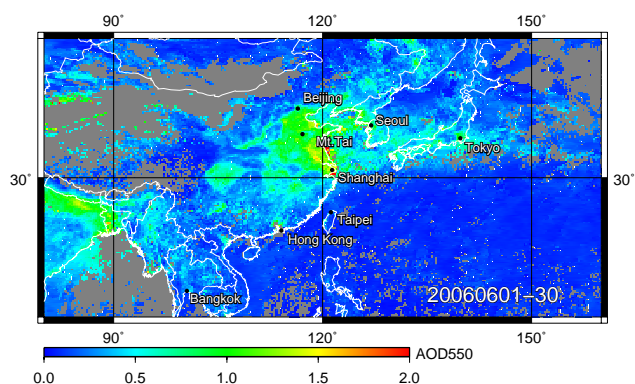 90° 120° 150°
Beijing
Seoul
Mt.Tai
Tokyo
30° Shanghai 30°
Taipei
Hong Kong
Bangkok 20060601-30
90° 120° 150°
AOD550
0.0 0.5 1.0 1.5 2.0